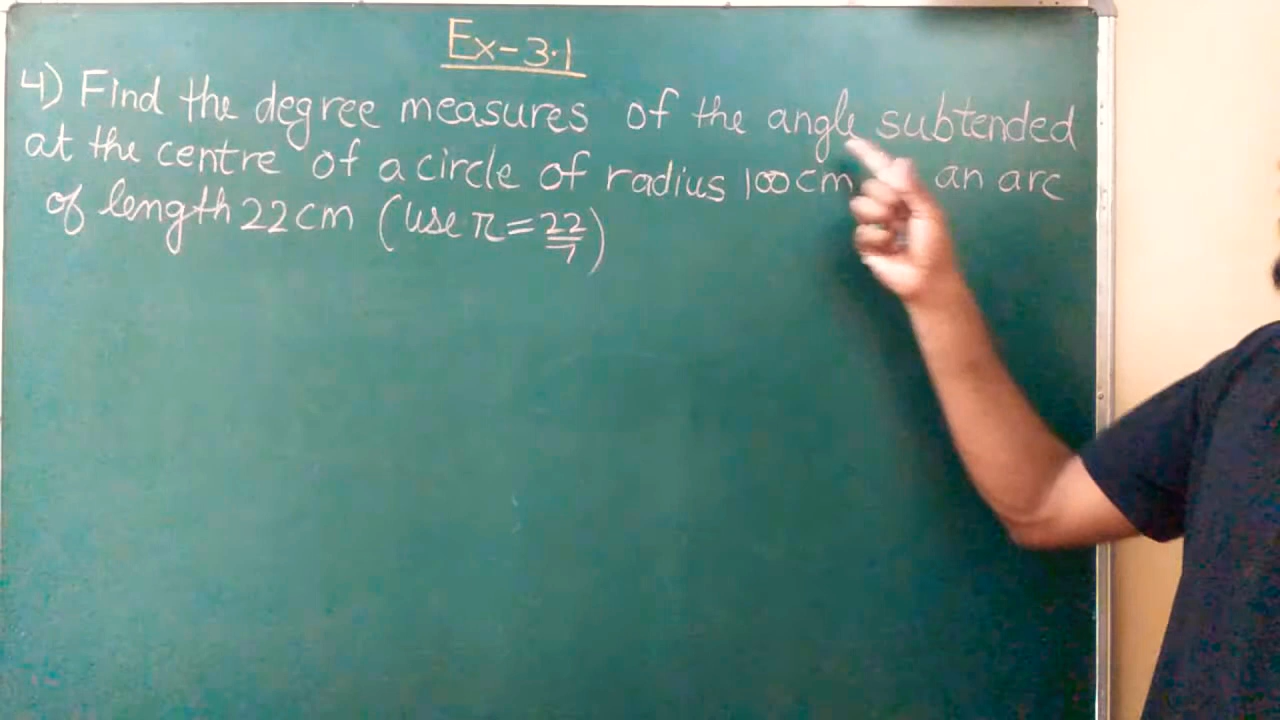 Ex-3.1
4) Find the degree measures of the angle subtended
at the centre of a circle of radius 100cm an arc
of length 22cm (use π = 22/7)